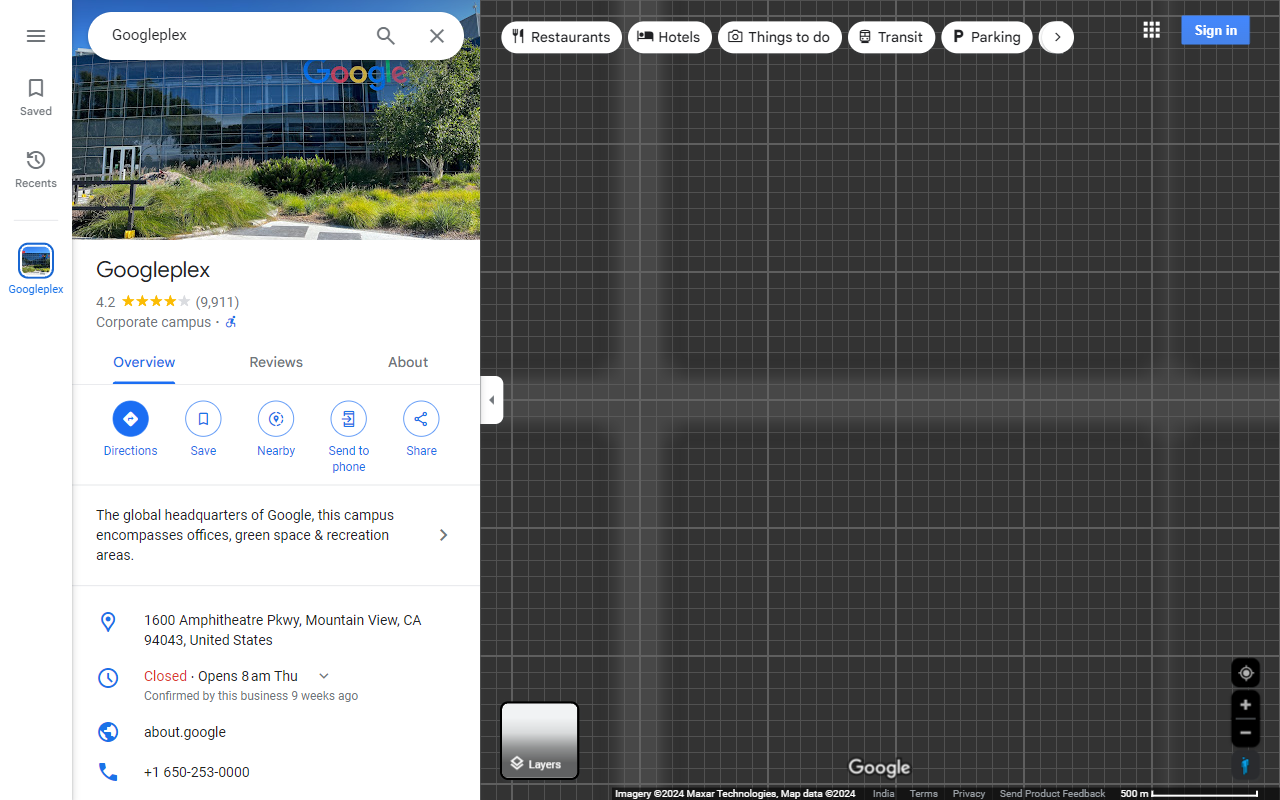 Googleplex
Restaurants
Hotels
Things to do
Transit
Parking
Sign in
Saved
Recents
Googleplex
Google
Googleplex
4.2 (9,911)
Corporate campus ·
Overview
Reviews
About
Directions
Save
Nearby
Send to
phone
Share
The global headquarters of Google, this campus
encompasses offices, green space & recreation
areas.
1600 Amphitheatre Pkwy, Mountain View, CA
94043, United States
Closed · Opens 8 am Thu
Confirmed by this business 9 weeks ago
about.google
+1 650-253-0000
Layers
Google
Imagery ©2024 Maxar Technologies, Map data ©2024
India
Terms
Privacy
Send Product Feedback
500 m